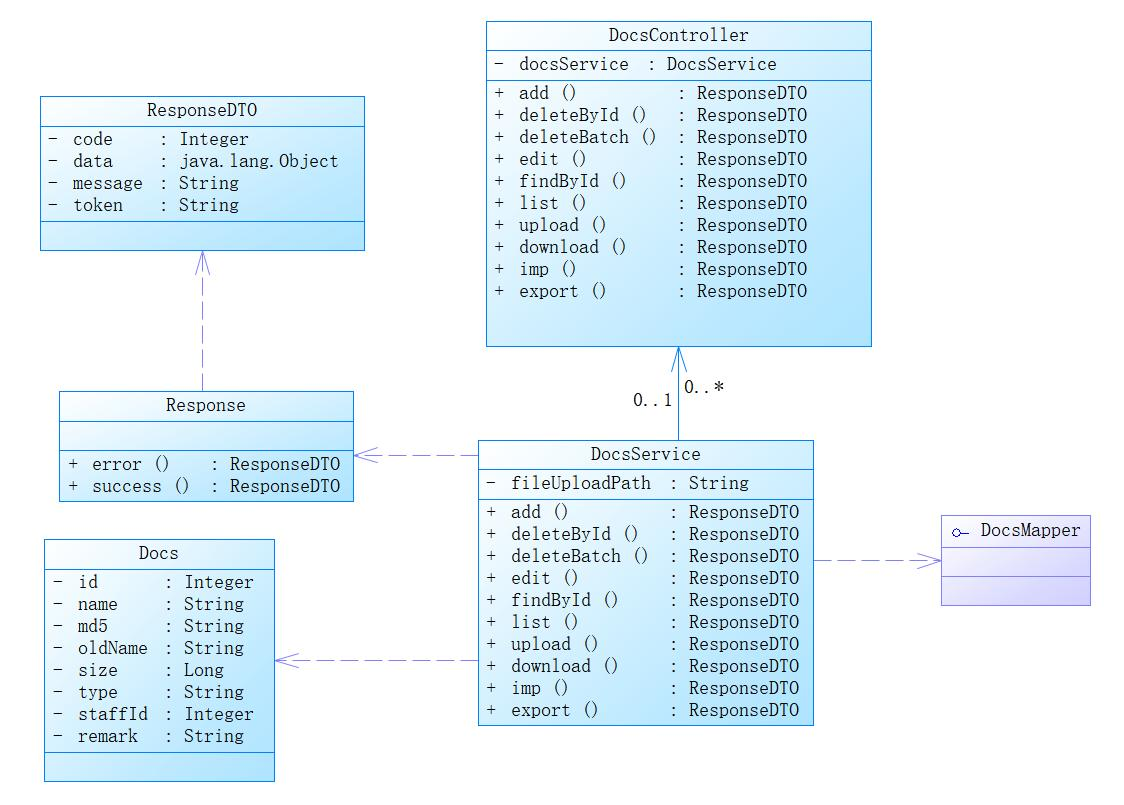 DocsController
- docsService : DocsService
+ add () : ResponseDTO
+ deleteById () : ResponseDTO
+ deleteBatch () : ResponseDTO
+ edit () : ResponseDTO
+ findById () : ResponseDTO
+ list () : ResponseDTO
+ upload () : ResponseDTO
+ download () : ResponseDTO
+ imp () : ResponseDTO
+ export () : ResponseDTO
ResponseDTO
- code : Integer
- data : java.lang.Object
- message : String
- token : String
0..1
0..*
Response
+ error () : ResponseDTO
+ success () : ResponseDTO
DocsService
- fileUploadPath : String
+ add () : ResponseDTO
+ deleteById () : ResponseDTO
+ deleteBatch () : ResponseDTO
+ edit () : ResponseDTO
+ findById () : ResponseDTO
+ list () : ResponseDTO
+ upload () : ResponseDTO
+ download () : ResponseDTO
+ imp () : ResponseDTO
+ export () : ResponseDTO
DocsMapper
Docs
- id : Integer
- name : String
- md5 : String
- oldName : String
- size : Long
- type : String
- staffId : Integer
- remark : String